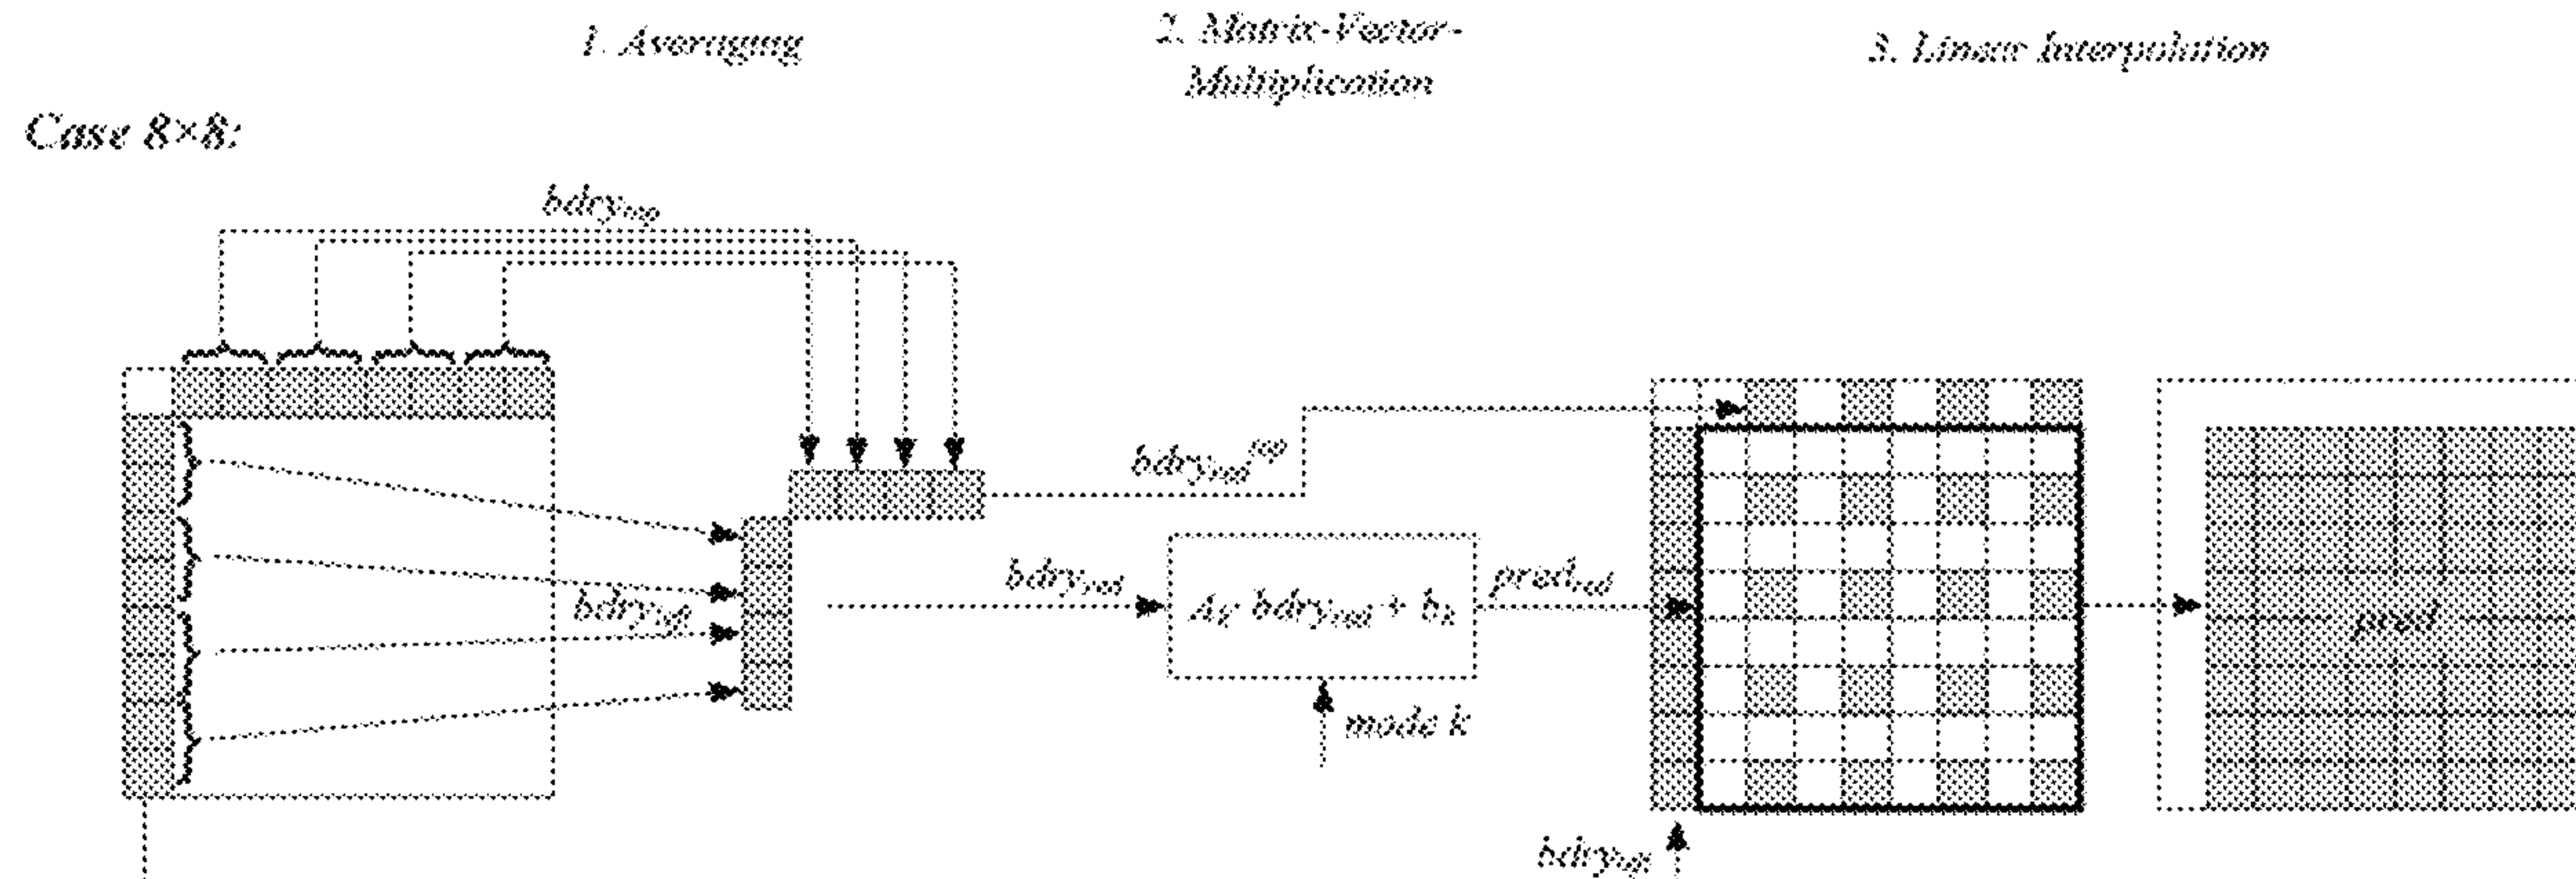 1. Averaging
2. Matrix-Vector-
Multiplication
3. Linear Interpolation
Case 8×8:
bdry_top
bdry_red^top
bdry_red
bdry_left
A_k·bdry_red + b_k
pred_red
pred
mode k
bdry_left